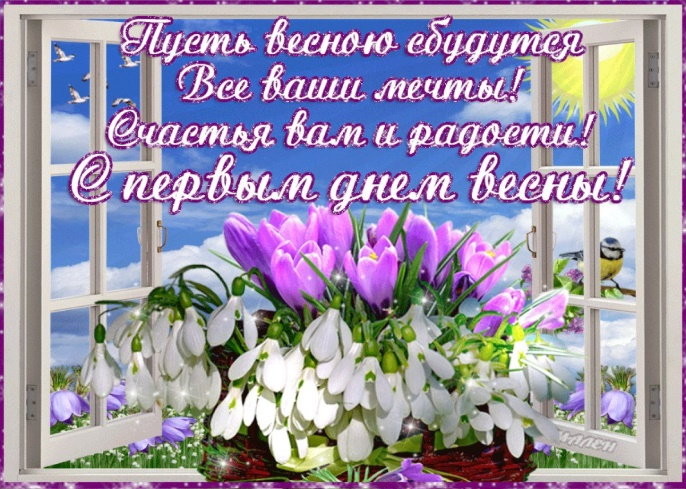 Пусть весною сбудутся
Все ваши мечты!
Счастья вам и радости!
С первым днем весны!